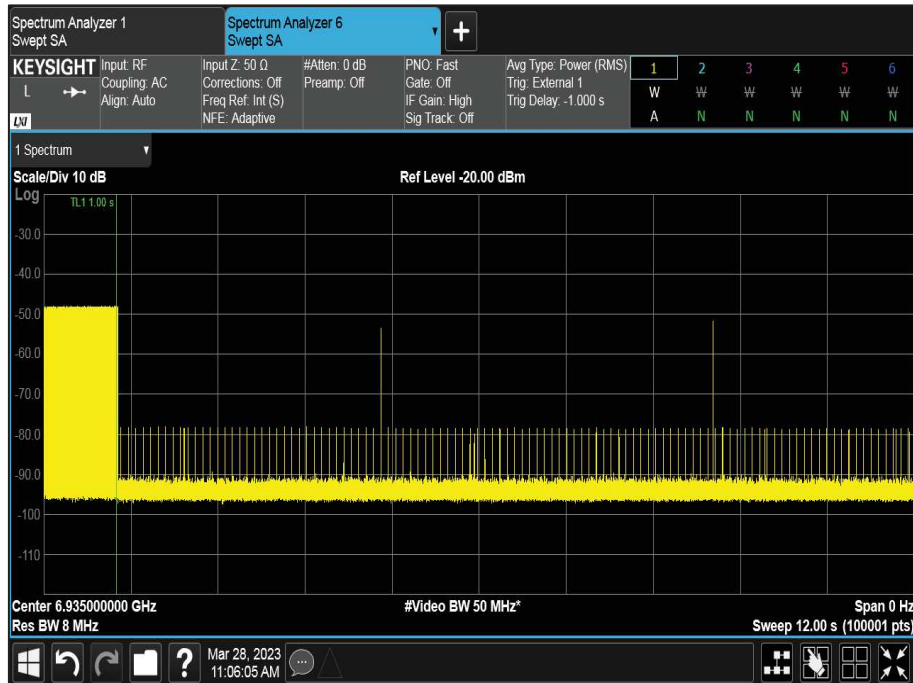 Spectrum Analyzer 1
Swept SA
Spectrum Analyzer 6
Swept SA
KEYSIGHT
L
LXI
Input: RF
Coupling: AC
Align: Auto
Input Z: 50 Ω
Corrections: Off
Freq Ref: Int (S)
NFE: Adaptive
#Atten: 0 dB
Preamp: Off
PNO: Fast
Gate: Off
IF Gain: High
Sig Track: Off
Avg Type: Power (RMS)
Trig: External 1
Trig Delay: -1.000 s
1 2 3 4 5 6
W W W W W W
A N N N N N
1 Spectrum
Scale/Div 10 dB Ref Level -20.00 dBm
Log
TL1 1.00 s
-30.0
-40.0
-50.0
-60.0
-70.0
-80.0
-90.0
-100
-110
Center 6.935000000 GHz #Video BW 50 MHz* Span 0 Hz
Res BW 8 MHz Sweep 12.00 s (100001 pts)
?
Mar 28, 2023
11:06:05 AM